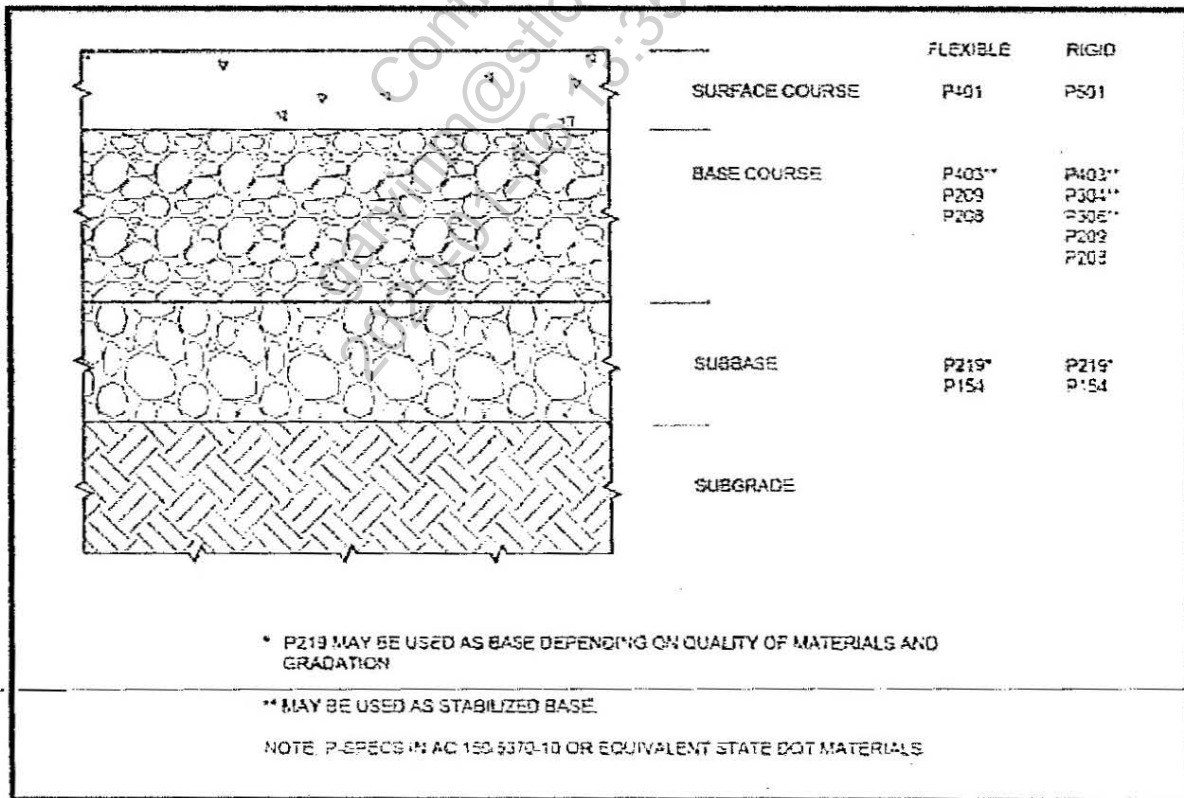 FLEXIBLE RIGID
SURFACE COURSE P401 P501
BASE COURSE P403** P403**
P209 P304**
P208 P306**
P209
P208
SUBBASE P219* P219*
P154 P154
SUBGRADE
* P219 MAY BE USED AS BASE DEPENDING ON QUALITY OF MATERIALS AND
GRADATION
** MAY BE USED AS STABILIZED BASE.
NOTE: P-SPECS IN AC 150-5370-10 OR EQUIVALENT STATE DOT MATERIALS